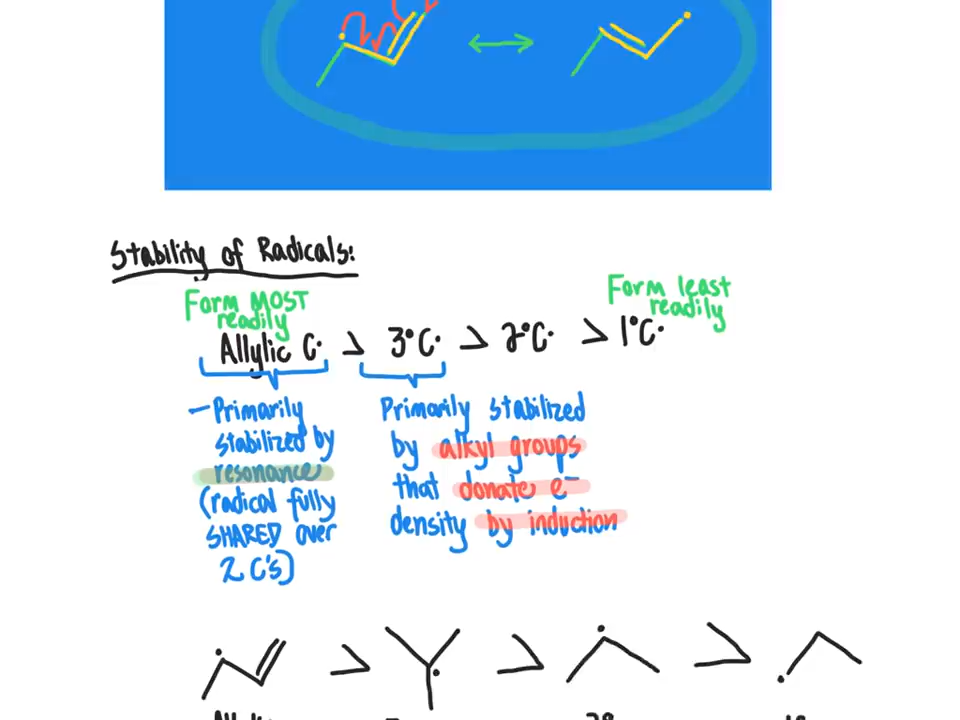 Stability of Radicals:
Form MOST
readily
Form least
readily
Allylic C· > 3°C· > 2°C· > 1°C·
- Primarily
stabilized by
resonance
(radical fully
SHARED over
2 C's)
Primarily stabilized
by alkyl groups
that donate e⁻
density by induction
> > >